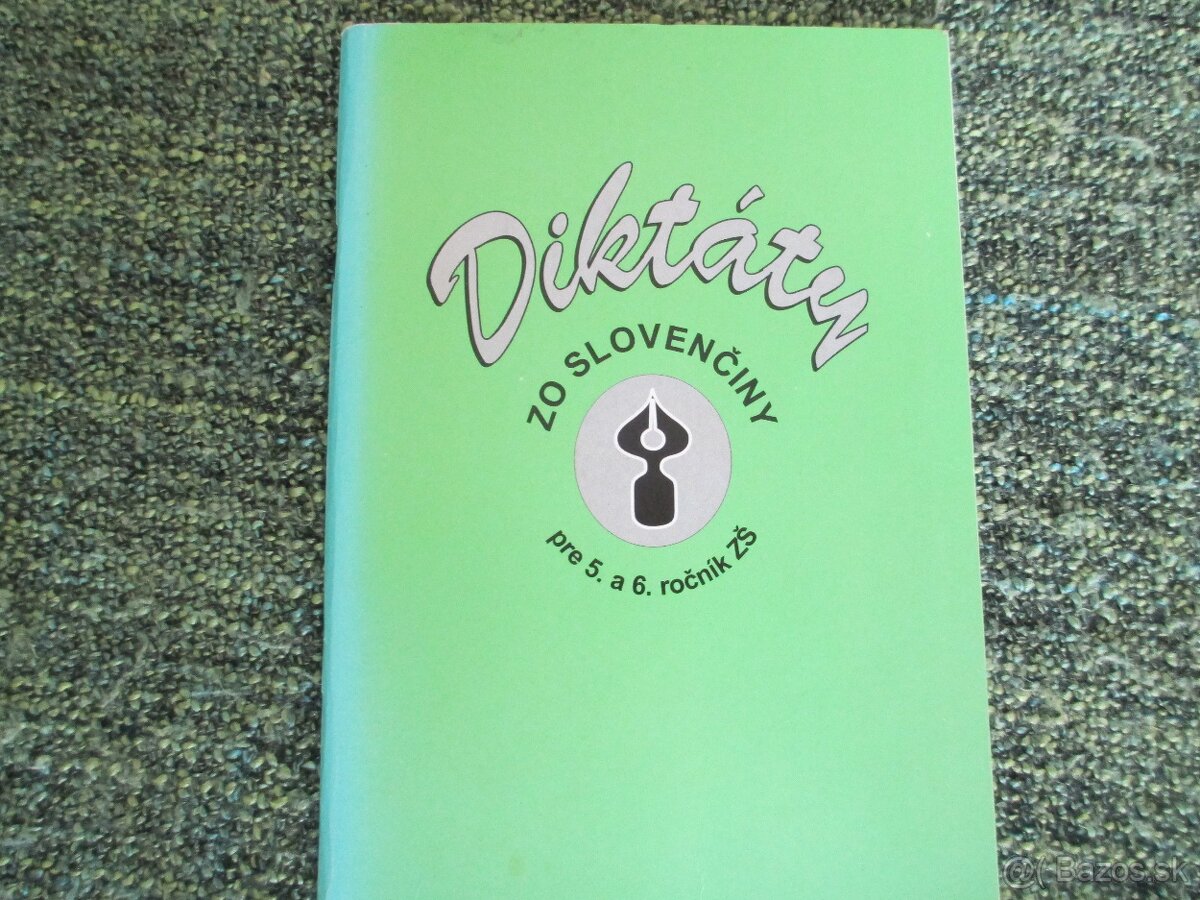 Diktáty
ZO SLOVENČINY
pre 5. a 6. ročník ZŠ
@( Bazos.sk